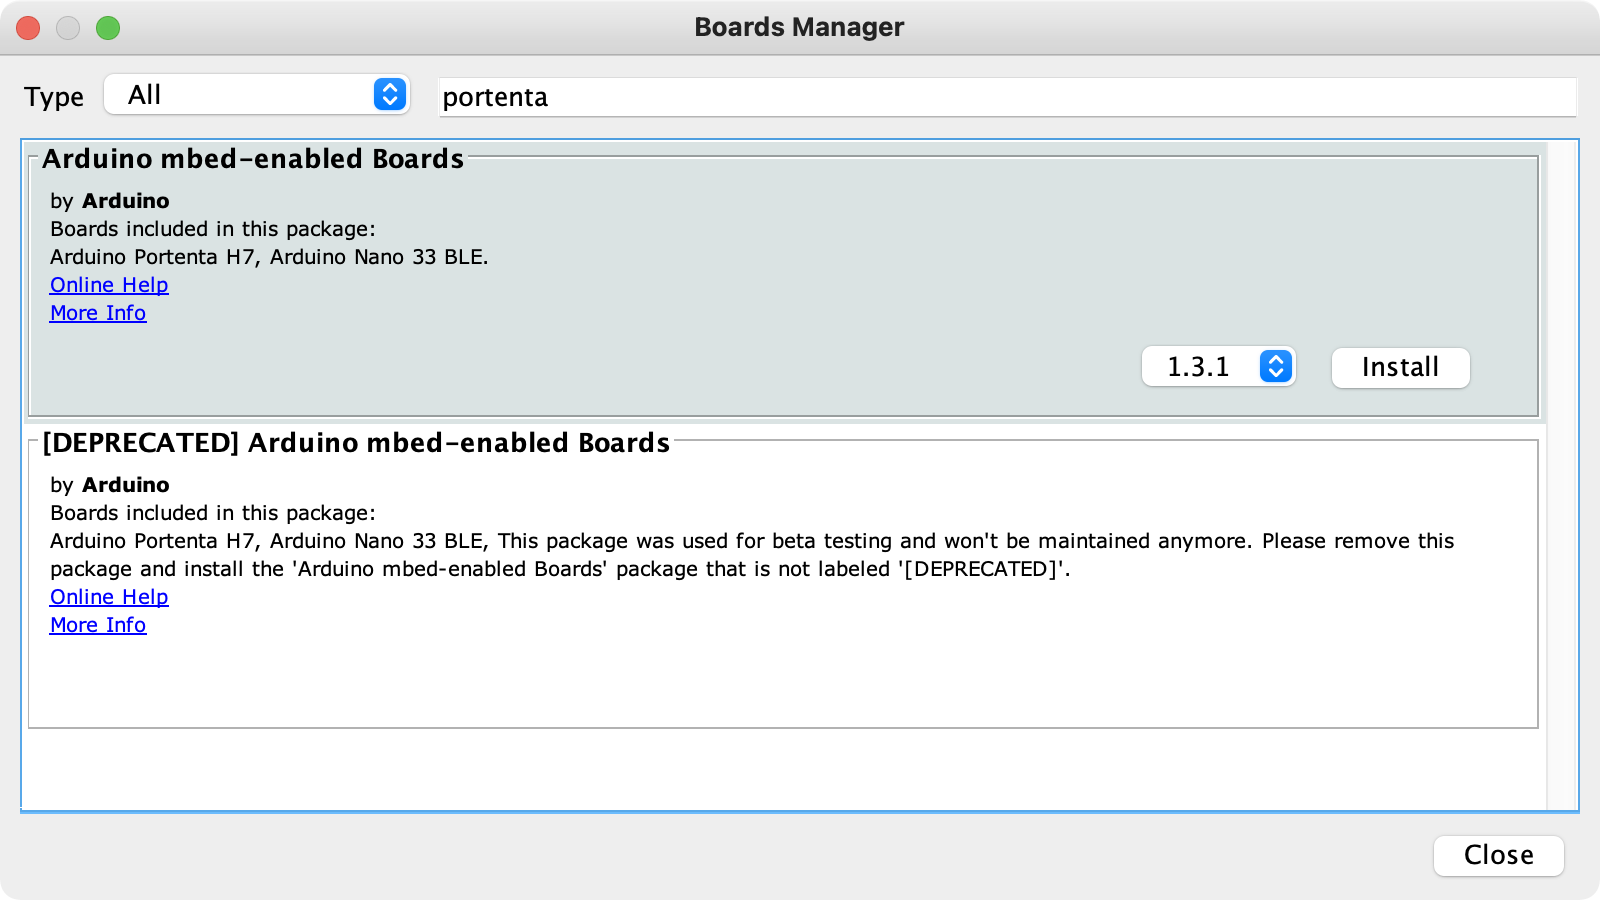 Boards Manager
Type All portenta
Arduino mbed-enabled Boards
by Arduino
Boards included in this package:
Arduino Portenta H7, Arduino Nano 33 BLE.
Online Help
More Info
1.3.1 Install
[DEPRECATED] Arduino mbed-enabled Boards
by Arduino
Boards included in this package:
Arduino Portenta H7, Arduino Nano 33 BLE, This package was used for beta testing and won't be maintained anymore. Please remove this
package and install the 'Arduino mbed-enabled Boards' package that is not labeled '[DEPRECATED]'.
Online Help
More Info
Close